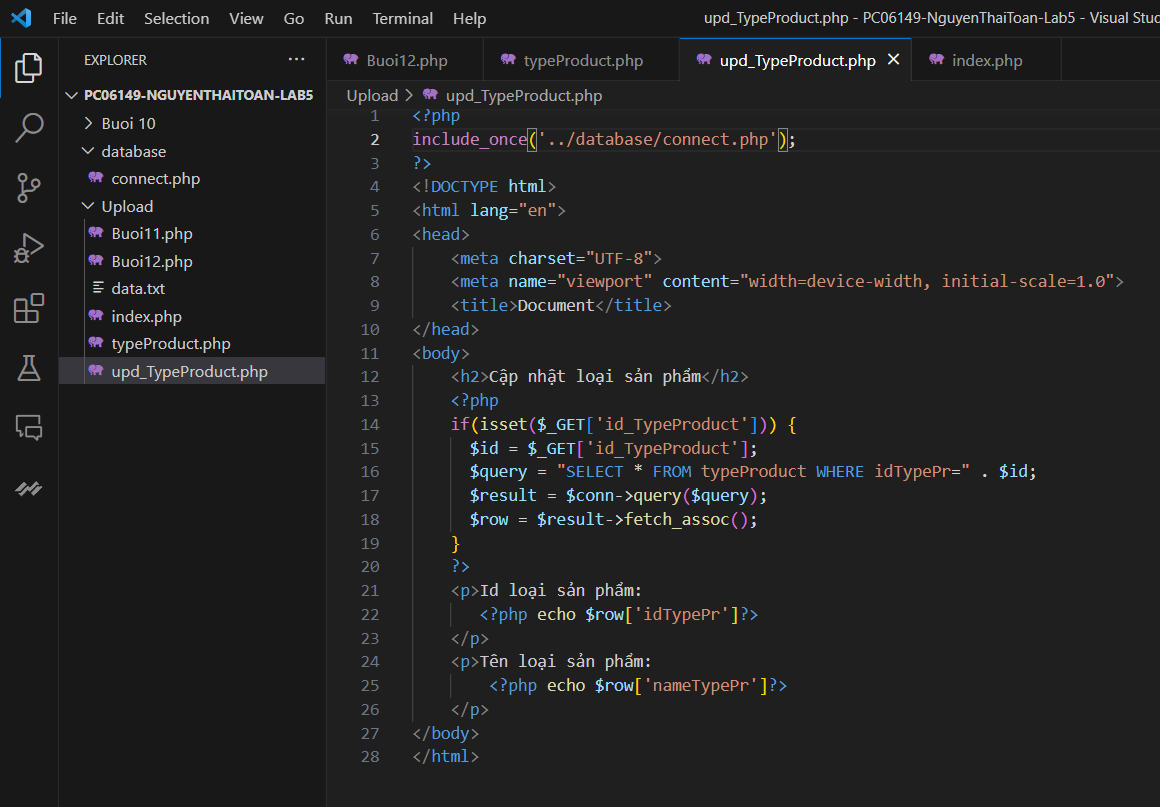 File Edit Selection View Go Run Terminal Help upd_TypeProduct.php - PC06149-NguyenThaiToan-Lab5 - Visual Stu
EXPLORER ···
PC06149-NGUYENTHAITOAN-LAB5
Buoi 10
database
connect.php
Upload
Buoi11.php
Buoi12.php
data.txt
index.php
typeProduct.php
upd_TypeProduct.php
Buoi12.php typeProduct.php upd_TypeProduct.php index.php
Upload > upd_TypeProduct.php
1 <?php
2 include_once('../database/connect.php');
3 ?>
4 <!DOCTYPE html>
5 <html lang="en">
6 <head>
7     <meta charset="UTF-8">
8     <meta name="viewport" content="width=device-width, initial-scale=1.0">
9     <title>Document</title>
10 </head>
11 <body>
12     <h2>Cập nhật loại sản phẩm</h2>
13     <?php
14     if(isset($_GET['id_TypeProduct'])) {
15       $id = $_GET['id_TypeProduct'];
16       $query = "SELECT * FROM typeProduct WHERE idTypePr=" . $id;
17       $result = $conn->query($query);
18       $row = $result->fetch_assoc();
19     }
20     ?>
21     <p>Id loại sản phẩm:
22        <?php echo $row['idTypePr']?>
23     </p>
24     <p>Tên loại sản phẩm:
25         <?php echo $row['nameTypePr']?>
26     </p>
27 </body>
28 </html>